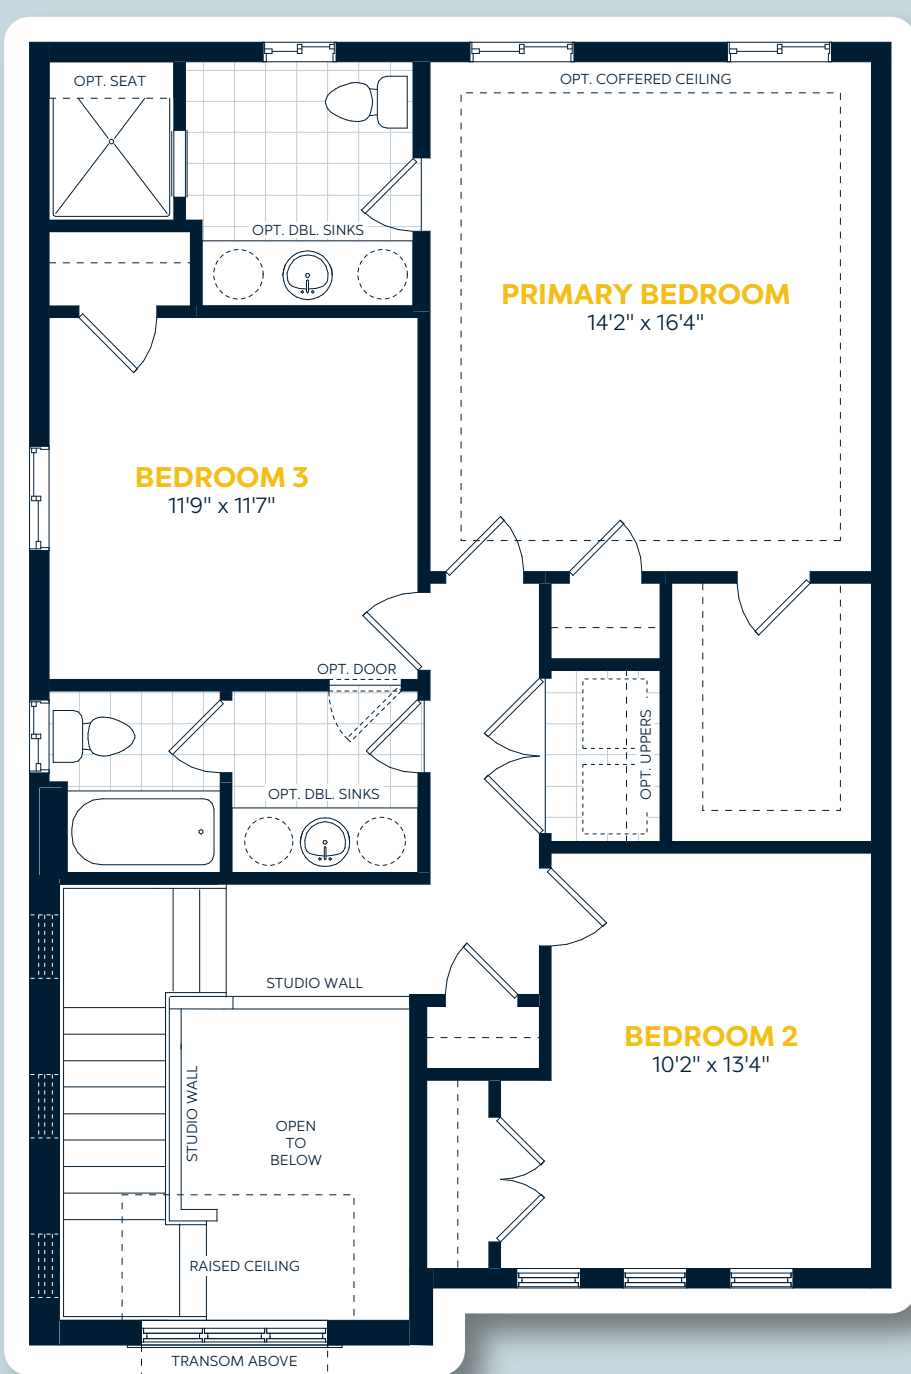 OPT. SEAT
OPT. COFFERED CEILING
OPT. DBL. SINKS
PRIMARY BEDROOM
14'2" x 16'4"
BEDROOM 3
11'9" x 11'7"
OPT. DOOR
OPT. UPPERS
OPT. DBL. SINKS
STUDIO WALL
BEDROOM 2
10'2" x 13'4"
STUDIO WALL
OPEN
TO
BELOW
RAISED CEILING
TRANSOM ABOVE